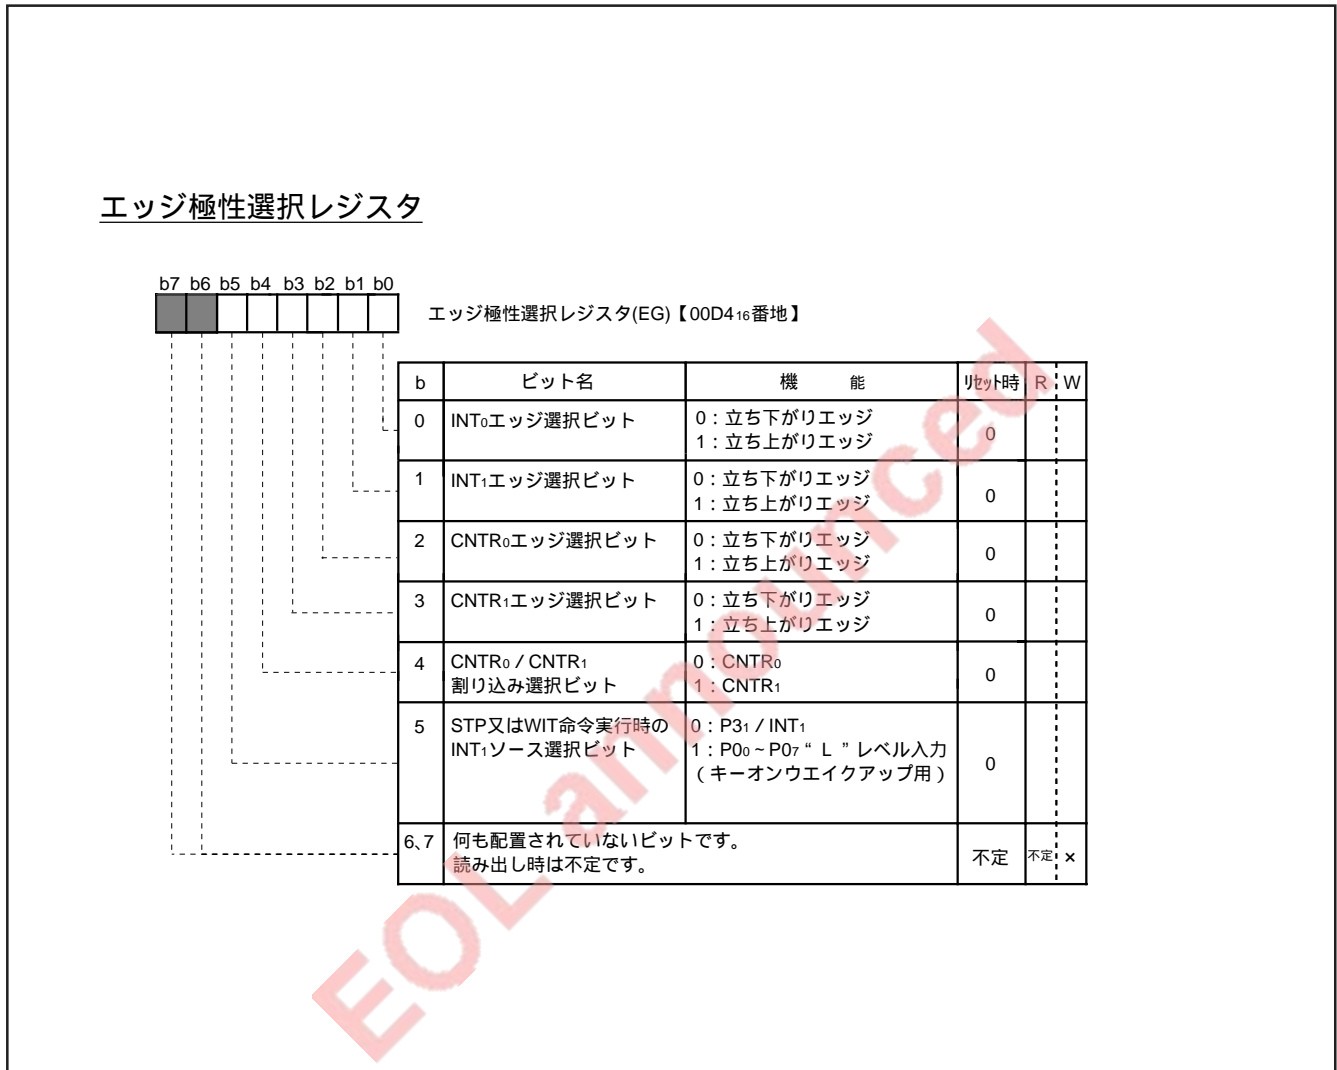 エッジ極性選択レジスタ
b7 b6 b5 b4 b3 b2 b1 b0
エッジ極性選択レジスタ(EG)【00D416番地】
b ビット名 機 能 リセット時 R W
0 INT0エッジ選択ビット 0：立ち下がりエッジ
1：立ち上がりエッジ 0
1 INT1エッジ選択ビット 0：立ち下がりエッジ
1：立ち上がりエッジ 0
2 CNTR0エッジ選択ビット 0：立ち下がりエッジ
1：立ち上がりエッジ 0
3 CNTR1エッジ選択ビット 0：立ち下がりエッジ
1：立ち上がりエッジ 0
4 CNTR0 / CNTR1 0：CNTR0
割り込み選択ビット 1：CNTR1 0
5 STP又はWIT命令実行時の 0：P31 / INT1
INT1ソース選択ビット 1：P00 ~ P07 “ L ” レベル入力
（キーオンウエイクアップ用） 0
6、7 何も配置されていないビットです。
読み出し時は不定です。 不定 不定 ×
EOL announced